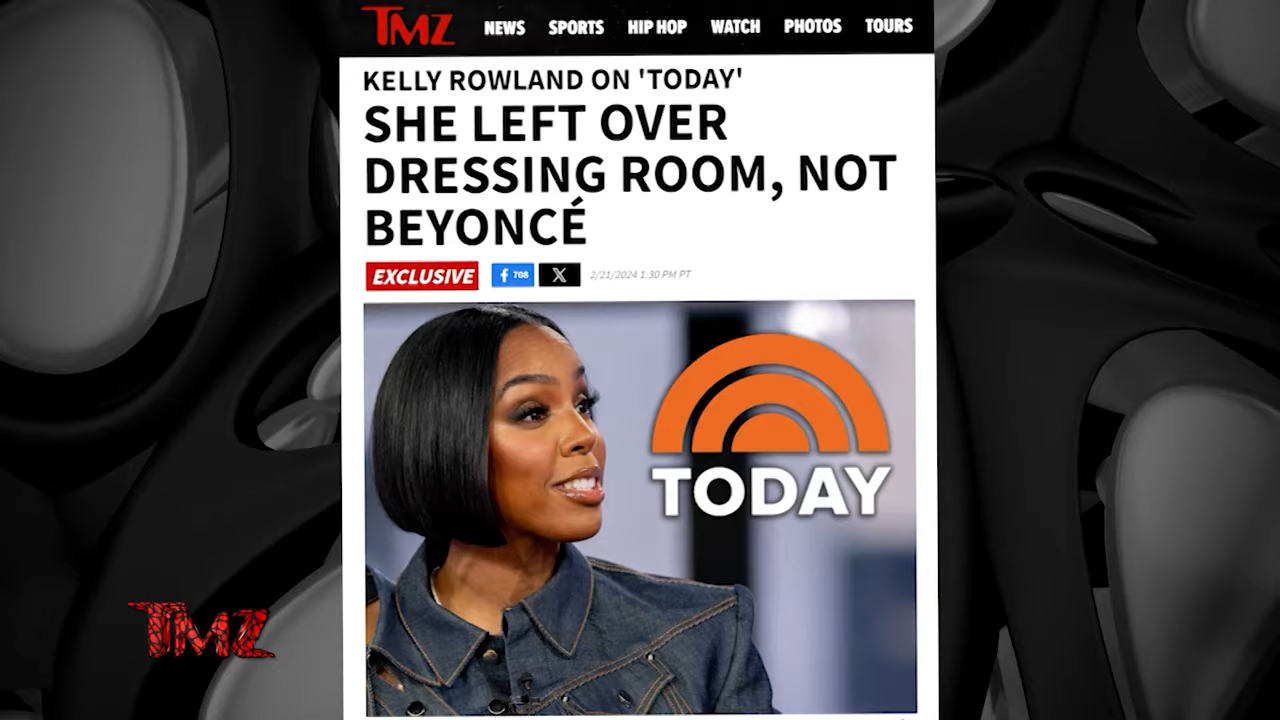 TMZ NEWS SPORTS HIP HOP WATCH PHOTOS TOURS
KELLY ROWLAND ON 'TODAY'
SHE LEFT OVER
DRESSING ROOM, NOT
BEYONCÉ
EXCLUSIVE f 708 X 2/21/2024 1:30 PM PT
TODAY
TMZ